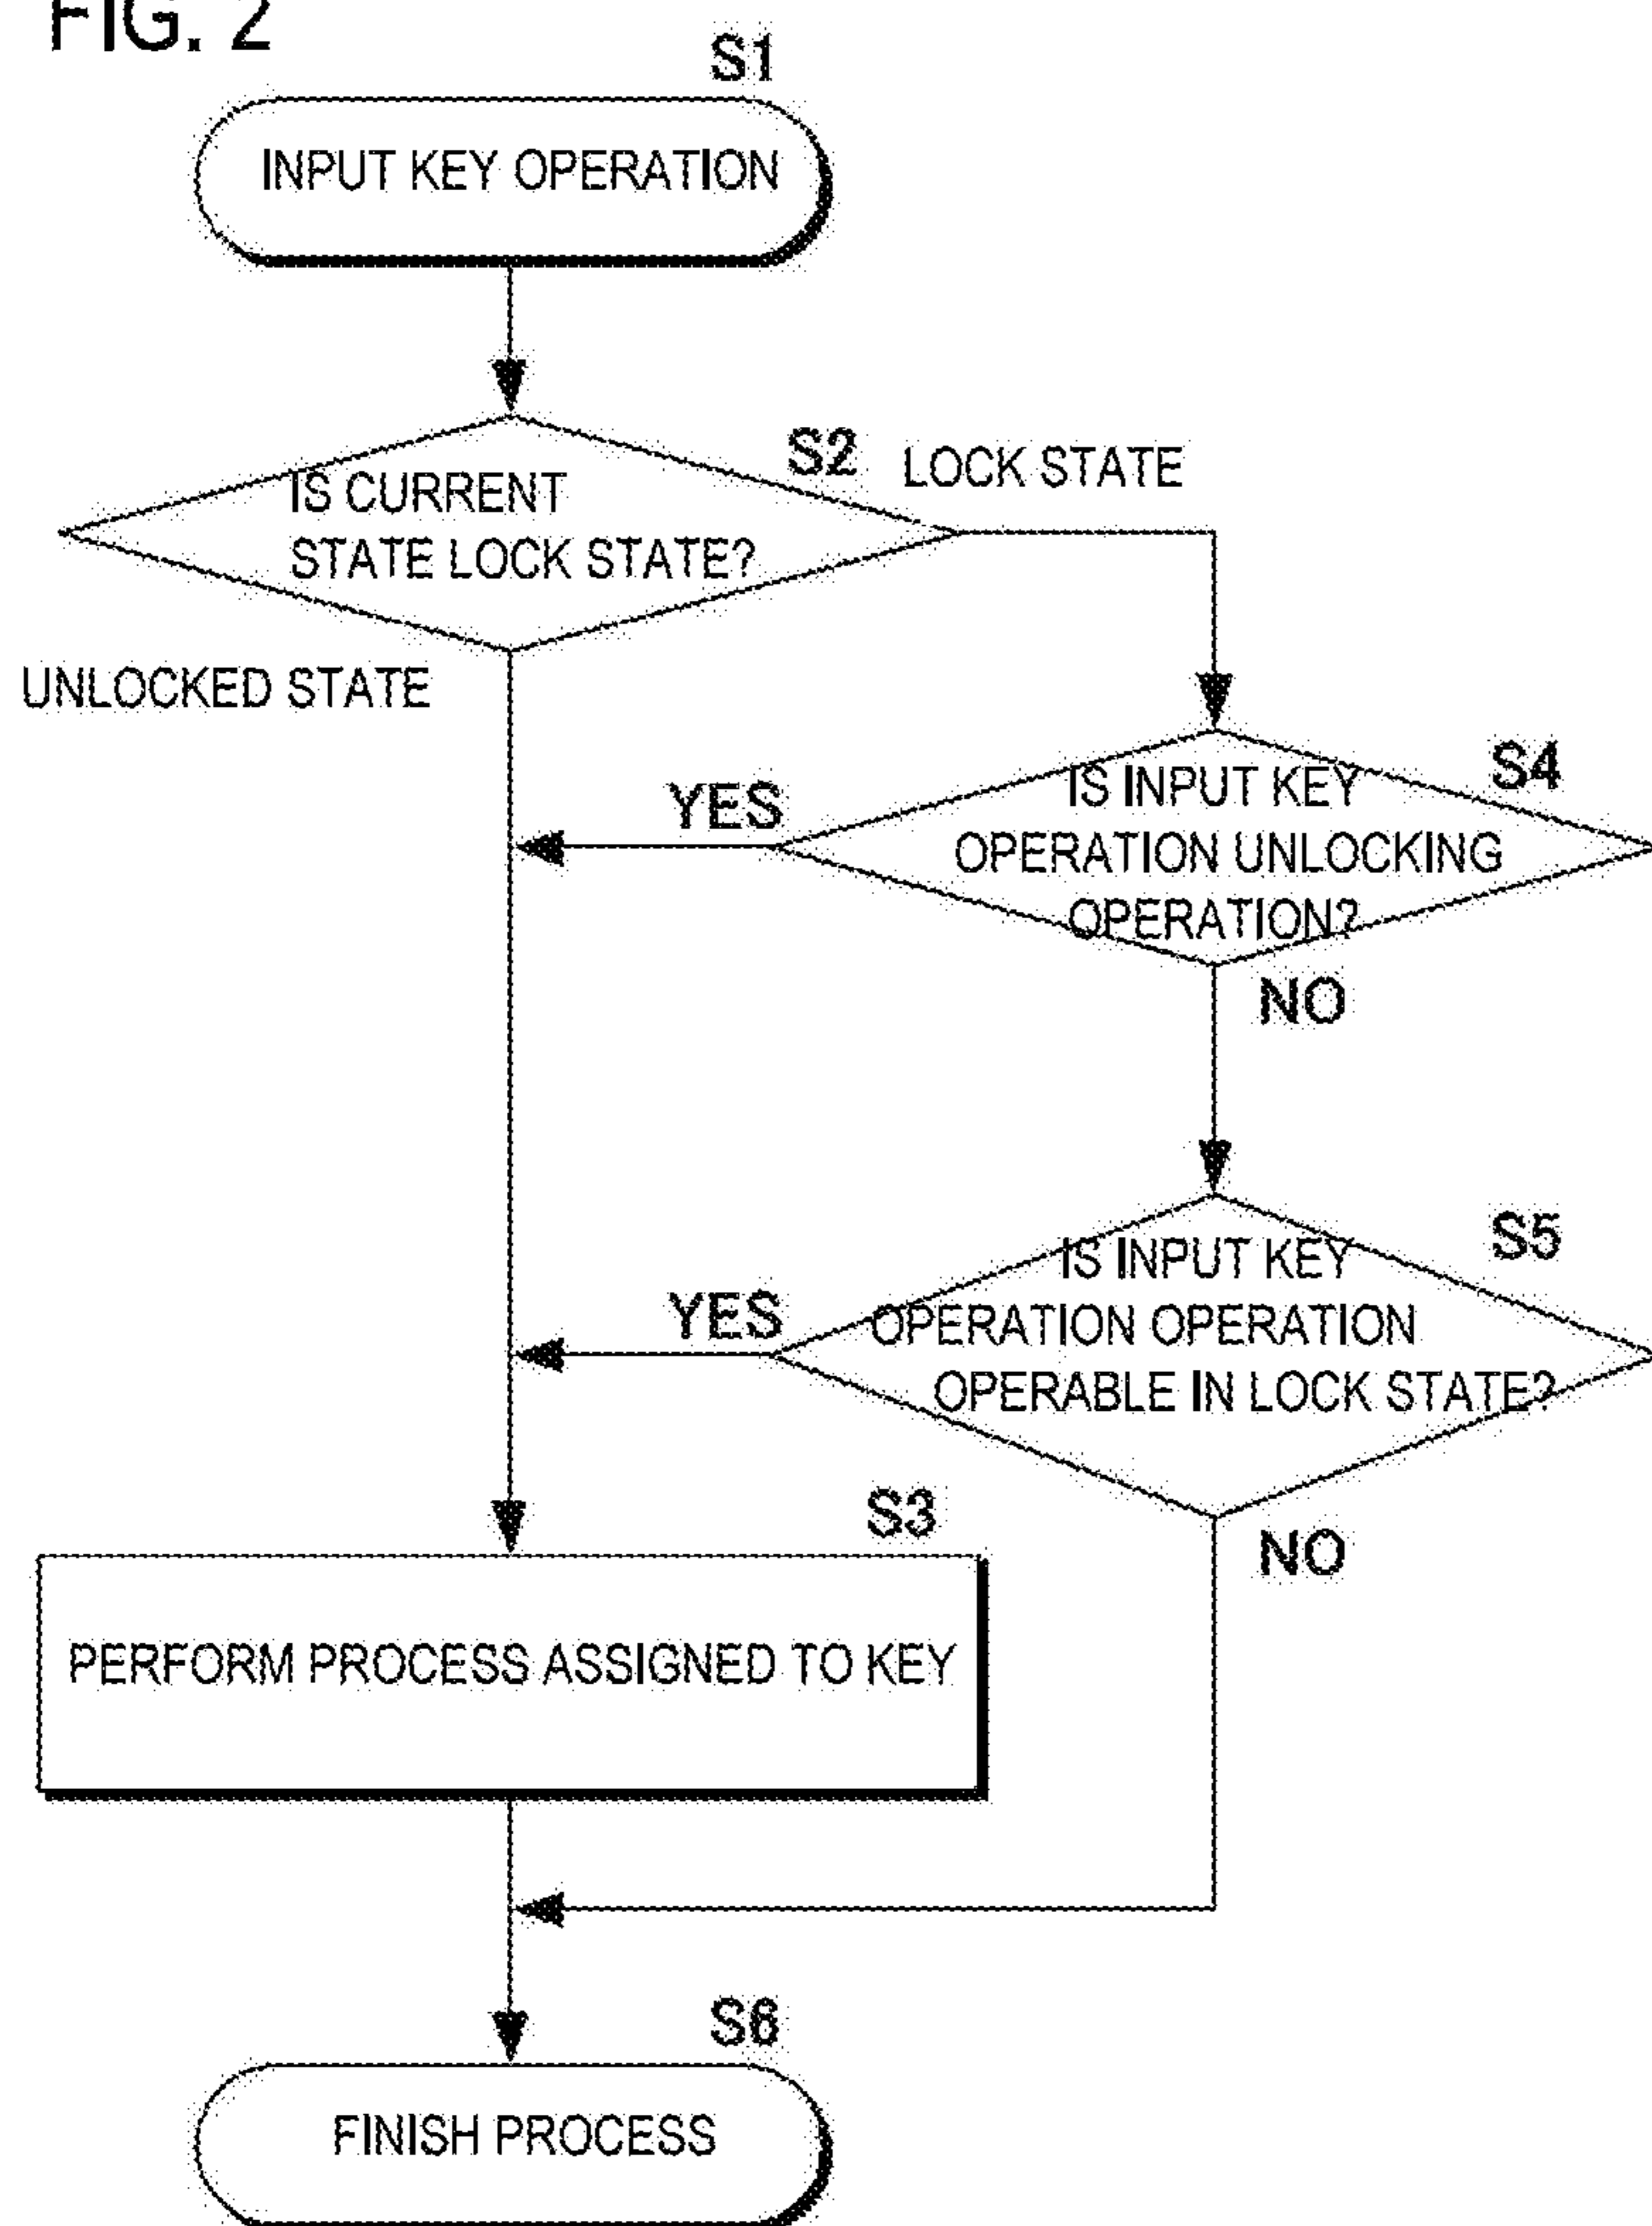 FIG. 2
S1
INPUT KEY OPERATION
S2
LOCK STATE
IS CURRENT
STATE LOCK STATE?
UNLOCKED STATE
S4
YES
IS INPUT KEY
OPERATION UNLOCKING
OPERATION?
NO
S5
YES
IS INPUT KEY
OPERATION OPERATION
OPERABLE IN LOCK STATE?
S3
NO
PERFORM PROCESS ASSIGNED TO KEY
S6
FINISH PROCESS